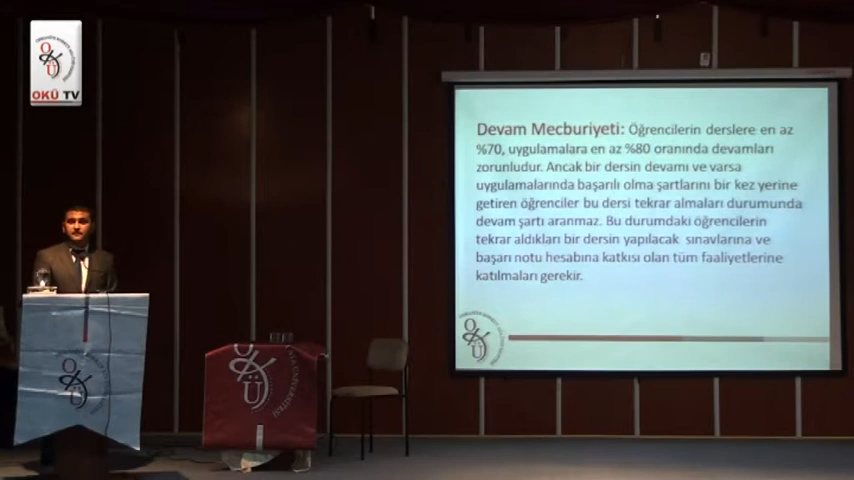 OKÜ TV
Devam Mecburiyeti: Öğrencilerin derslere en az
%70, uygulamalara en az %80 oranında devamları
zorunludur. Ancak bir dersin devamı ve varsa
uygulamalarında başarılı olma şartlarını bir kez yerine
getiren öğrenciler bu dersi tekrar almaları durumunda
devam şartı aranmaz. Bu durumdaki öğrencilerin
tekrar aldıkları bir dersin yapılacak sınavlarına ve
başarı notu hesabına katkısı olan tüm faaliyetlerine
katılmaları gerekir.
OKÜ
OKÜ
OKÜ